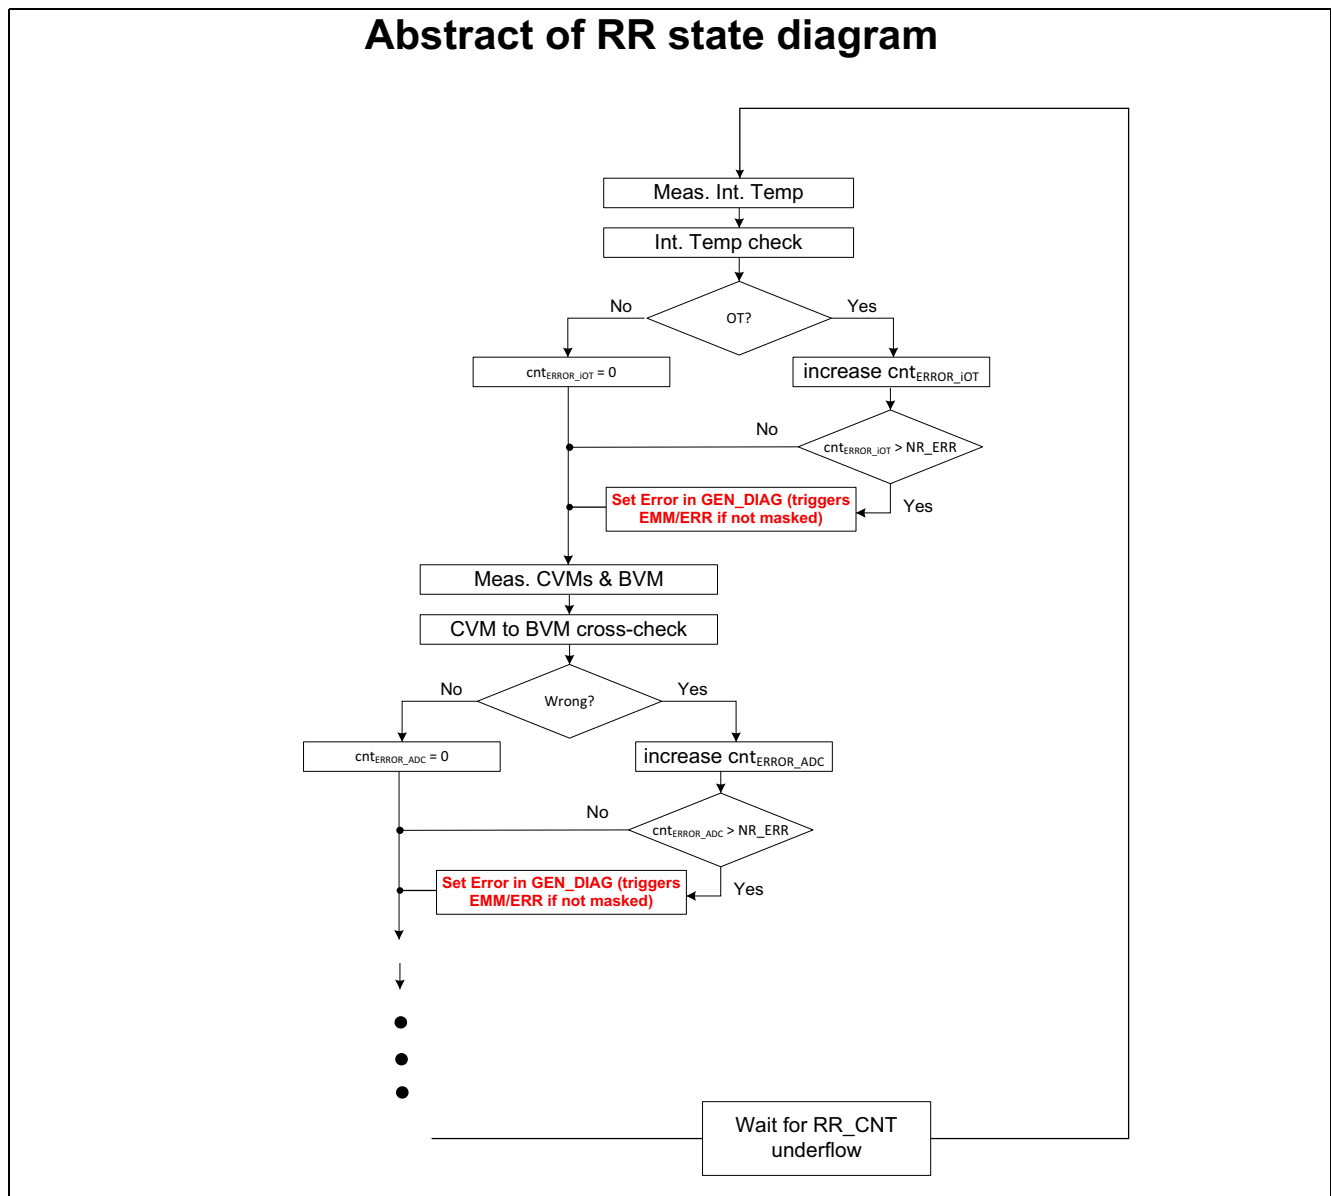 Abstract of RR state diagram
Meas. Int. Temp
Int. Temp check
No
OT?
Yes
cntERROR_iOT = 0
increase cntERROR_iOT
No
cntERROR_iOT > NR_ERR
Set Error in GEN_DIAG (triggers
EMM/ERR if not masked)
Yes
Meas. CVMs & BVM
CVM to BVM cross-check
No
Wrong?
Yes
cntERROR_ADC = 0
increase cntERROR_ADC
No
cntERROR_ADC > NR_ERR
Set Error in GEN_DIAG (triggers
EMM/ERR if not masked)
Yes
Wait for RR_CNT
underflow